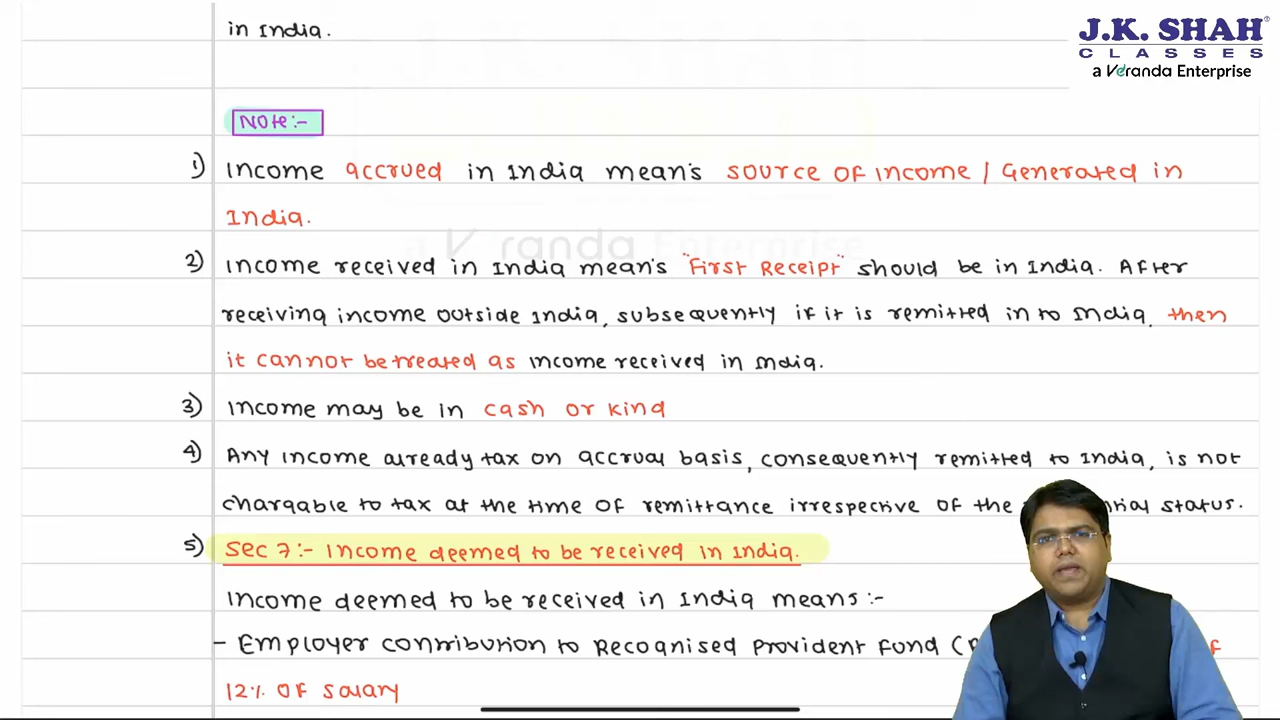 in India.
J.K. SHAH®
CLASSES
a Veranda Enterprise
Note:-
1) Income accrued in India mean's source of income / Generated in
India.
a Veranda Enterprise
2) Income received in India mean's "First Receipt" should be in India. After
receiving income outside India, subsequently if it is remitted in to India, then
it cannot be treated as income received in India.
3) Income may be in cash or kind
4) Any income already tax on accrual basis, consequently remitted to India, is not
chargable to tax at the time of remittance irrespective of the status.
5) Sec 7:- Income deemed to be received in India.
Income deemed to be received in India means:-
- Employer contribution to Recognised Provident Fund (
12% of salary